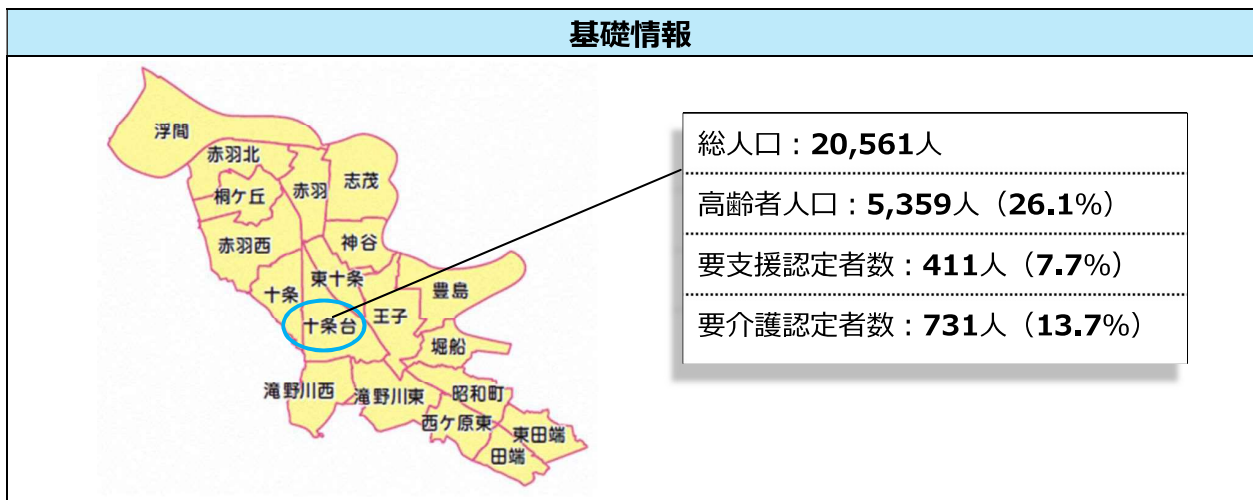 基礎情報
浮間
赤羽北
桐ケ丘
赤羽
志茂
赤羽西
神谷
東十条
十条
豊島
十条台
王子
堀船
滝野川西
滝野川東
昭和町
西ケ原東
東田端
田端
総人口：20,561人
高齢者人口：5,359人（26.1%）
要支援認定者数：411人（7.7%）
要介護認定者数：731人（13.7%）